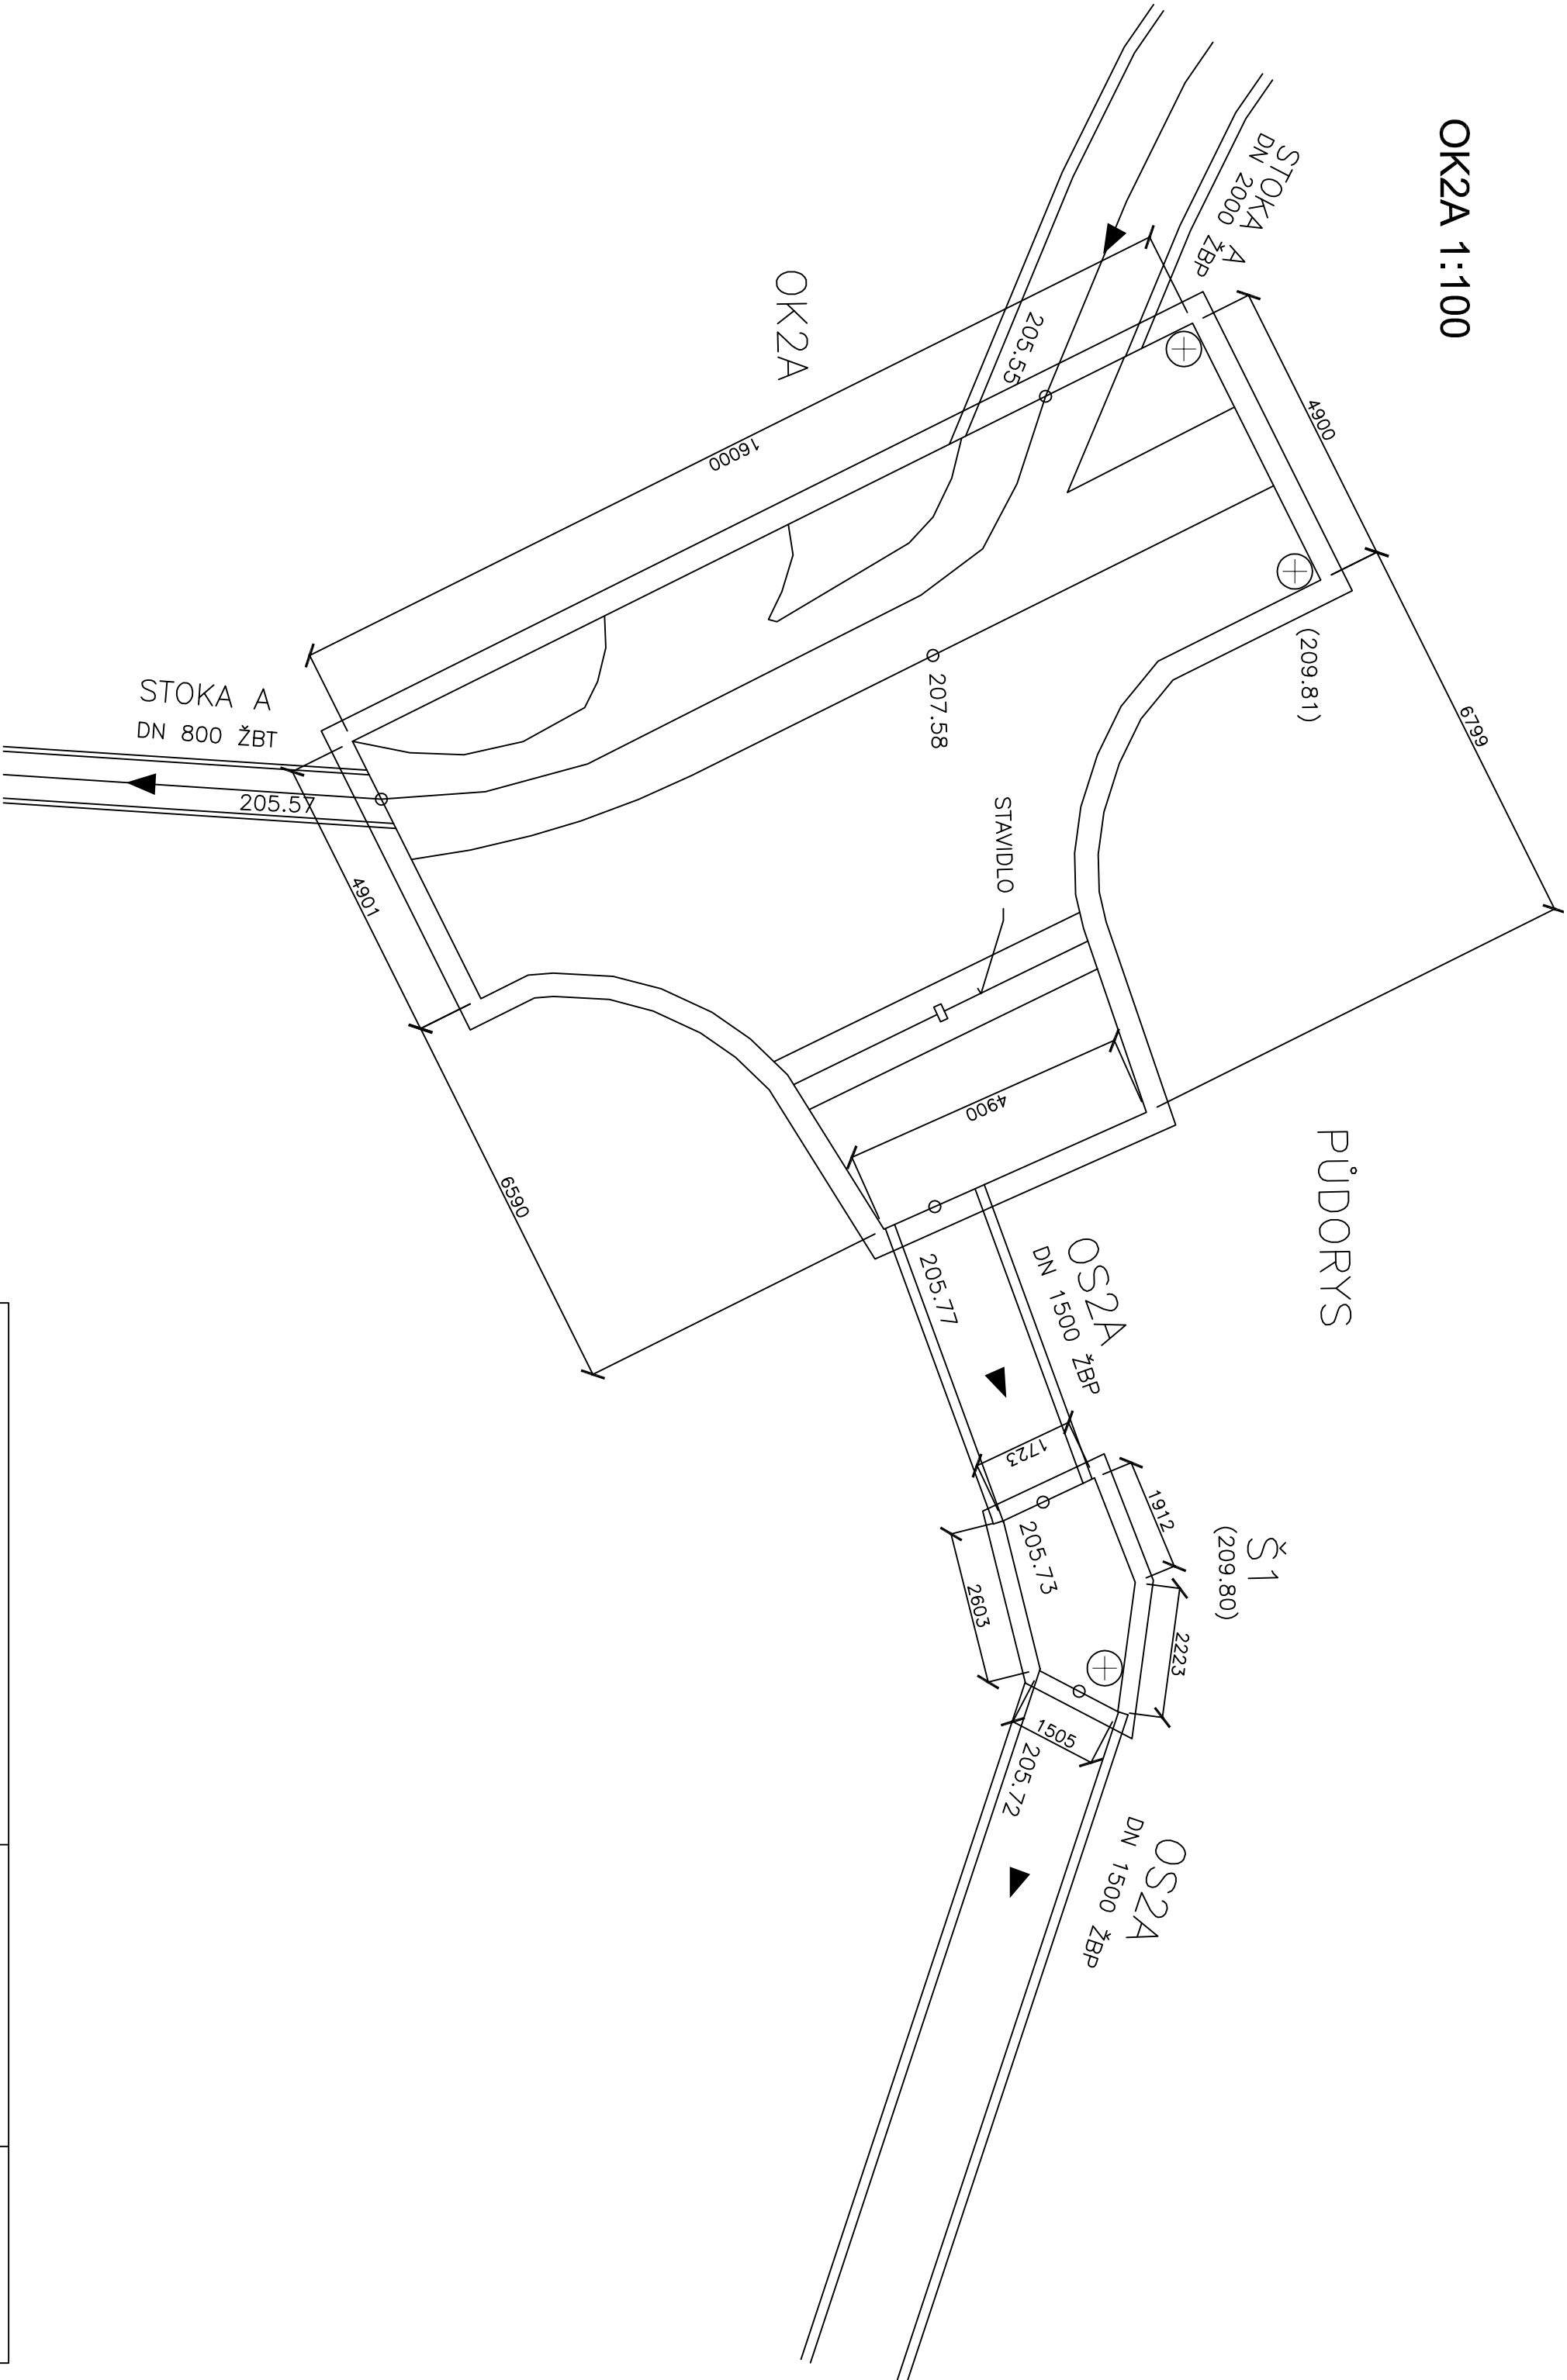 OK2A 1:100
PŮDORYS
STOKA A
DN 2000 ŽBP
205.55
OK2A
16000
4900
6799
(209.81)
207.58
STAVIDLO
STOKA A
DN 800 ŽBT
205.57
4901
6590
4900
OS2A
DN 1500 ŽBP
205.77
1723
1912
Š1
(209.80)
205.73
2603
2223
1505
205.72
OS2A
DN 1500 ŽBP